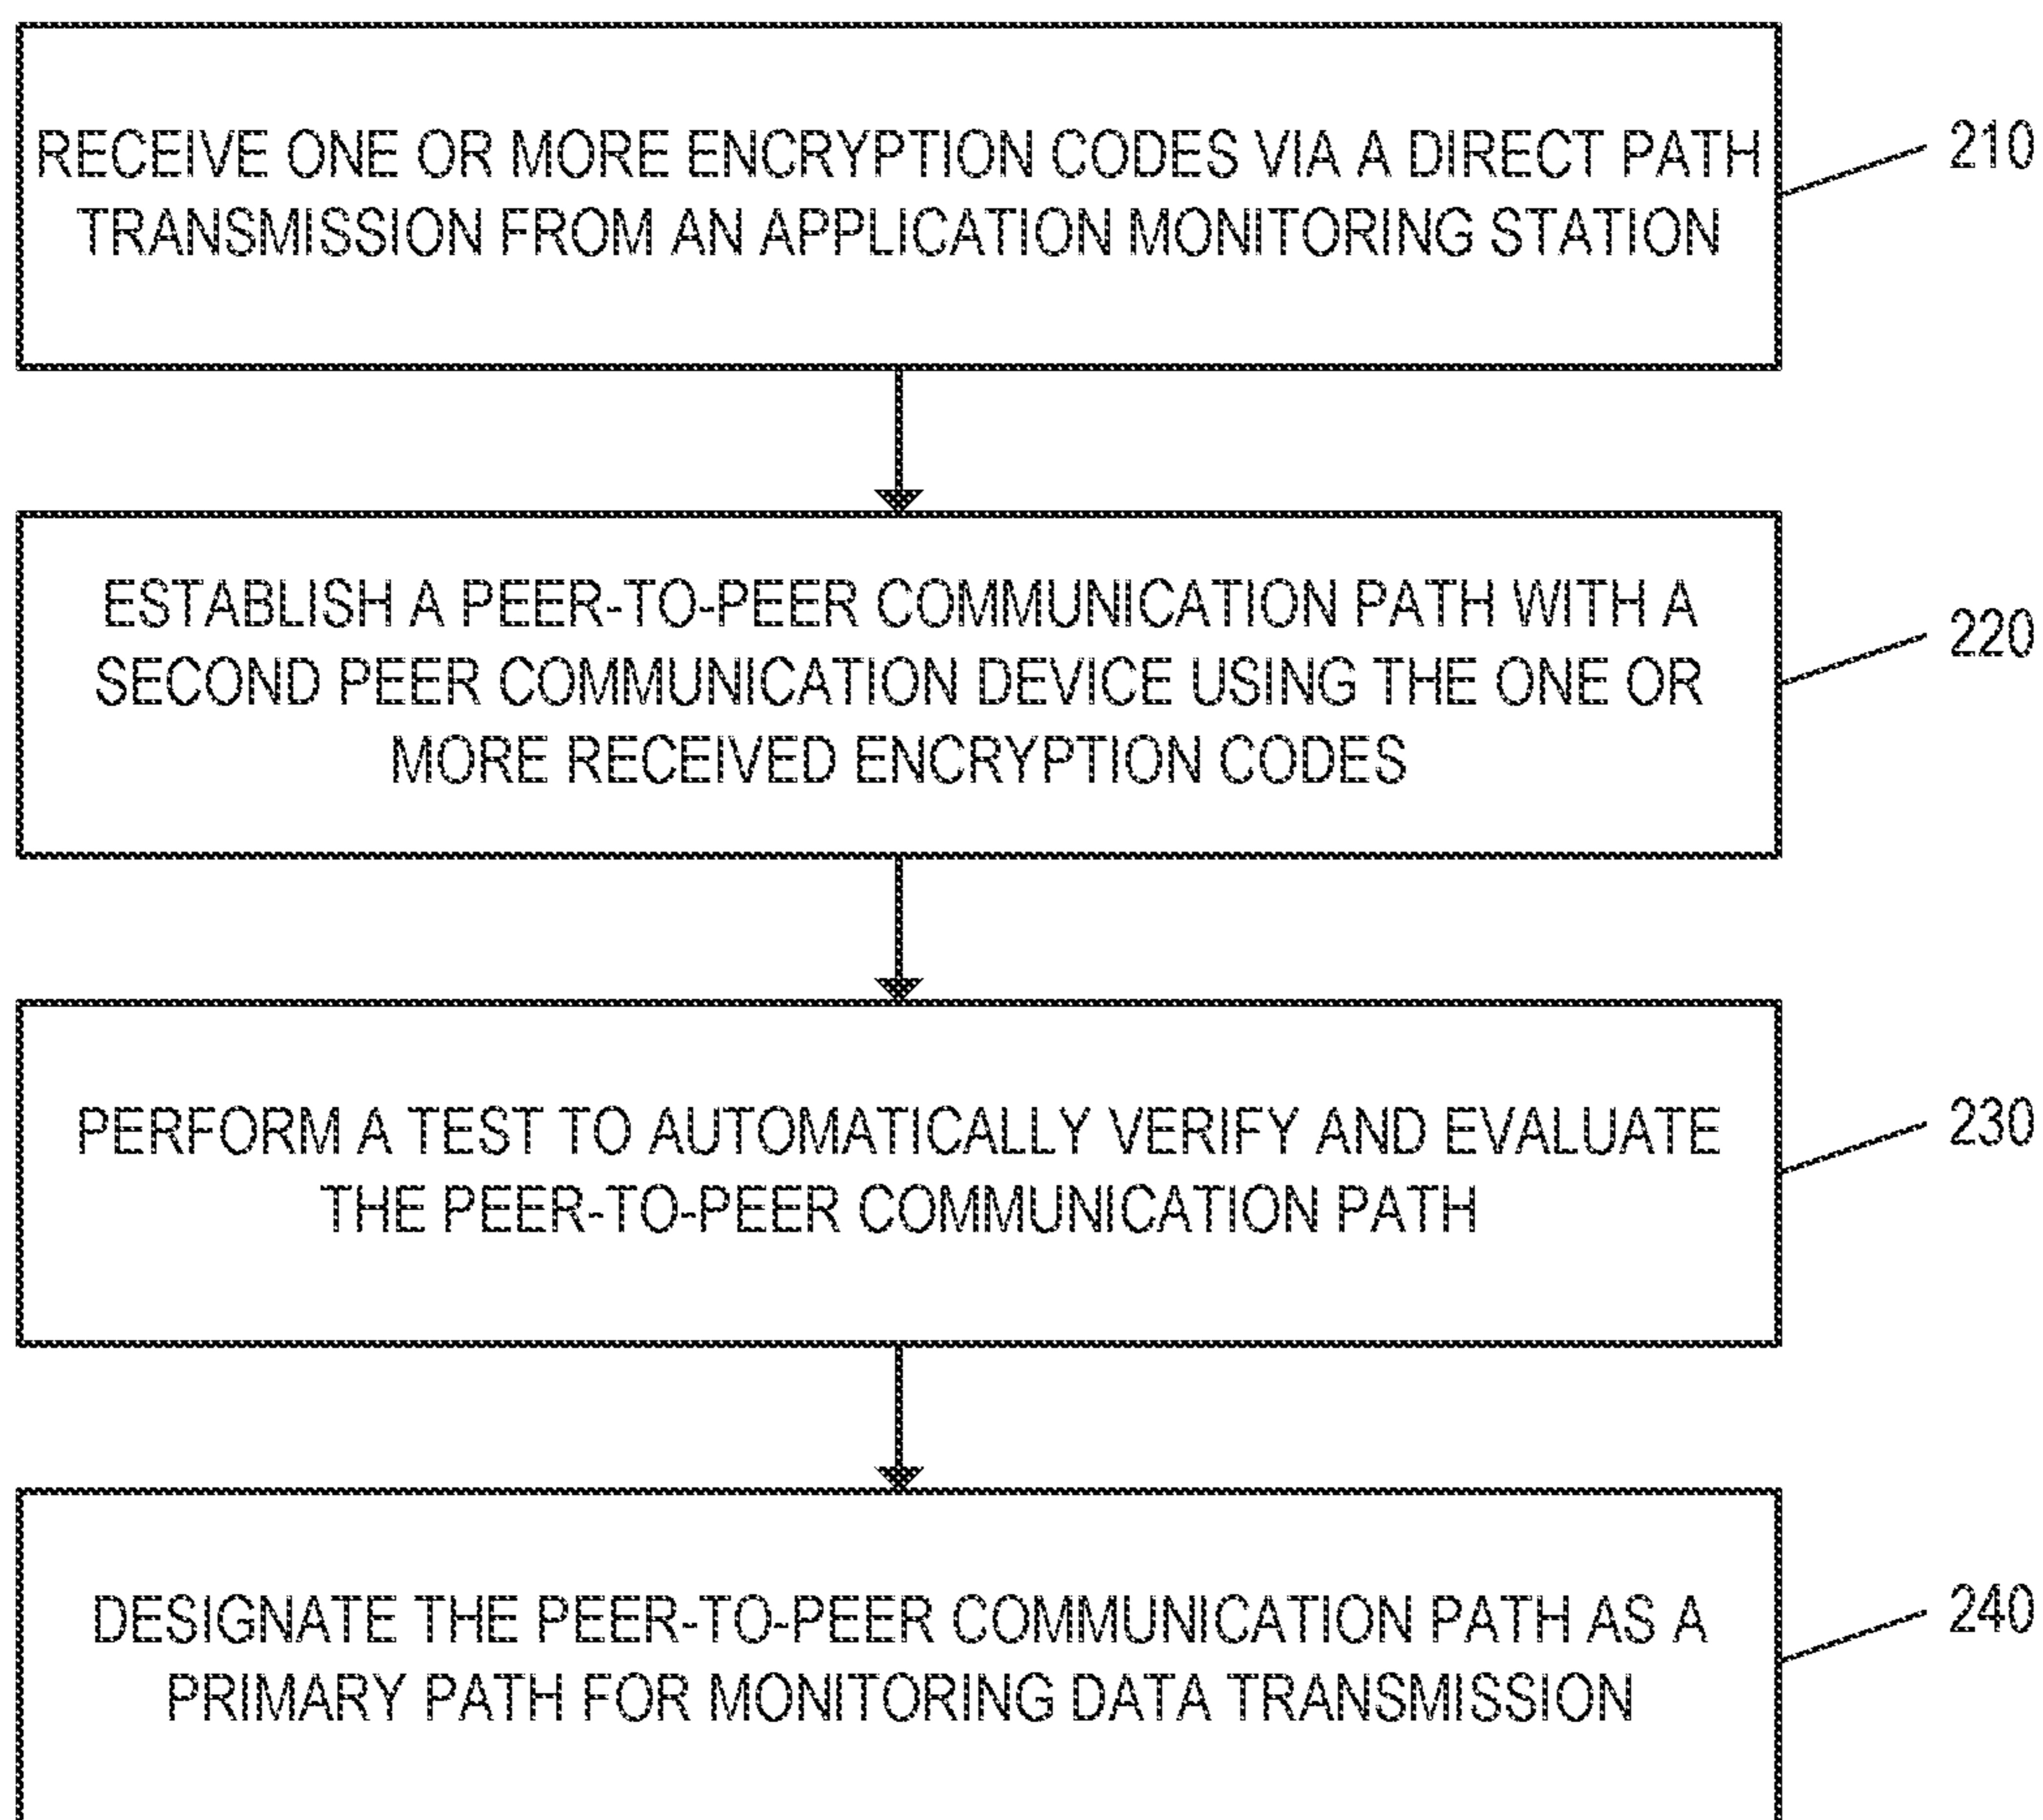 RECEIVE ONE OR MORE ENCRYPTION CODES VIA A DIRECT PATH
TRANSMISSION FROM AN APPLICATION MONITORING STATION
210
ESTABLISH A PEER-TO-PEER COMMUNICATION PATH WITH A
SECOND PEER COMMUNICATION DEVICE USING THE ONE OR
MORE RECEIVED ENCRYPTION CODES
220
PERFORM A TEST TO AUTOMATICALLY VERIFY AND EVALUATE
THE PEER-TO-PEER COMMUNICATION PATH
230
DESIGNATE THE PEER-TO-PEER COMMUNICATION PATH AS A
PRIMARY PATH FOR MONITORING DATA TRANSMISSION
240